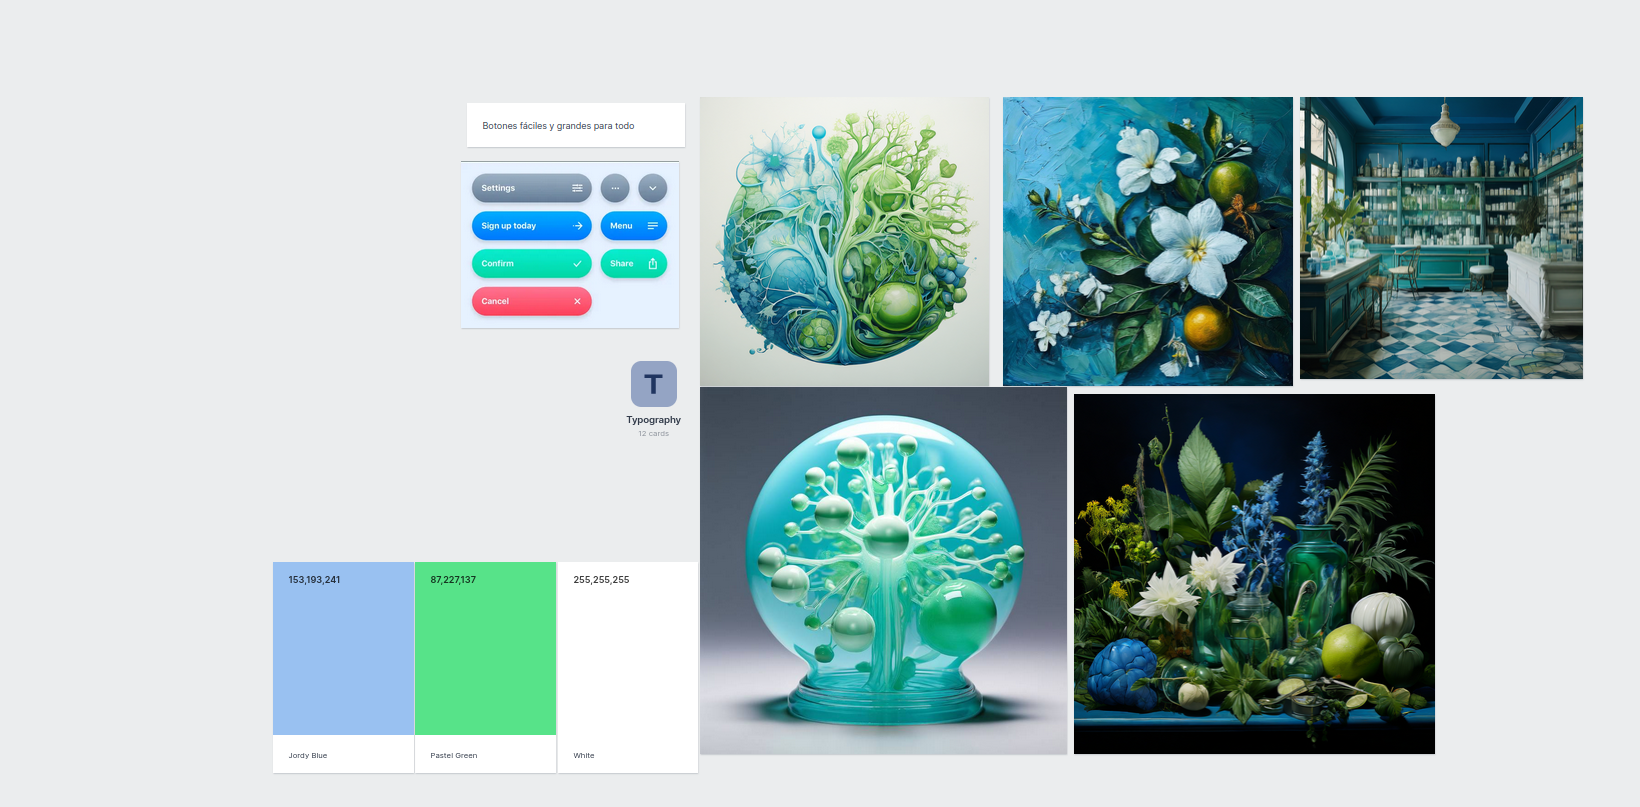 Botones fáciles y grandes para todo
Settings
Sign up today
Menu
Confirm
Share
Cancel
T
Typography
12 cards
153,193,241
87,227,137
255,255,255
Jordy Blue
Pastel Green
White